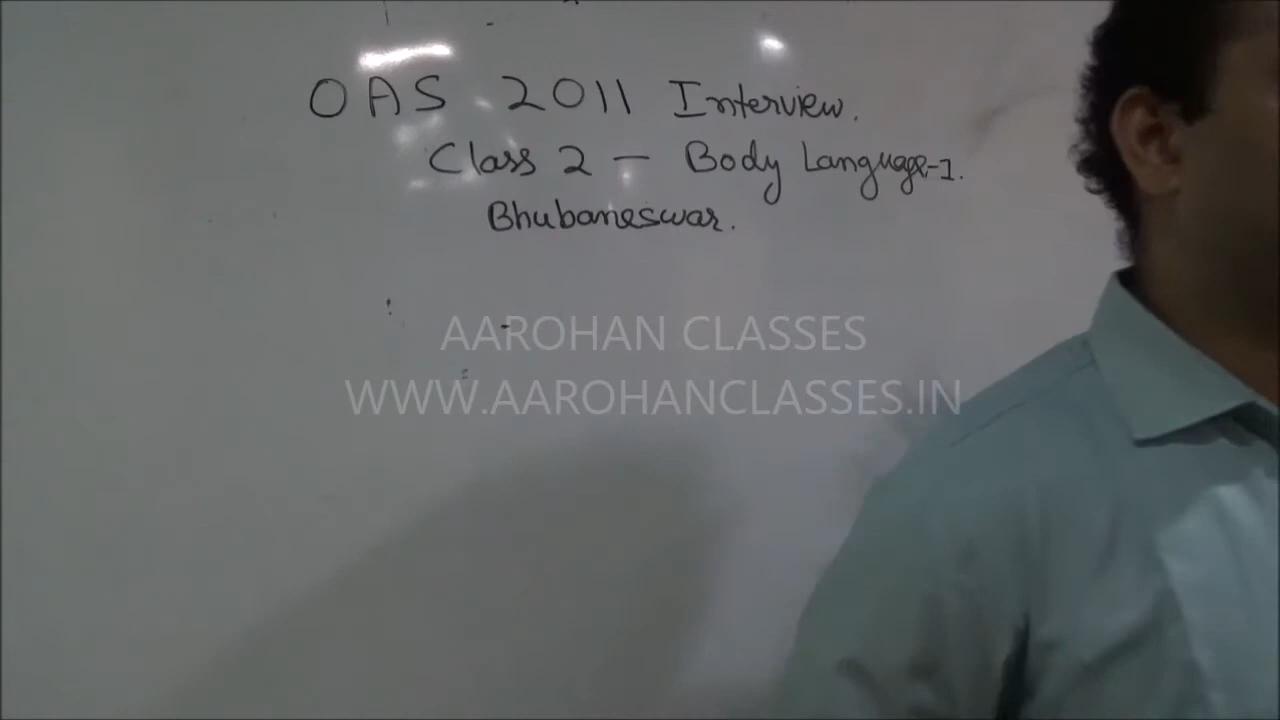 OAS 2011 Interview.
Class 2 – Body Language-1.
Bhubaneswar.
AAROHAN CLASSES
WWW.AAROHANCLASSES.IN